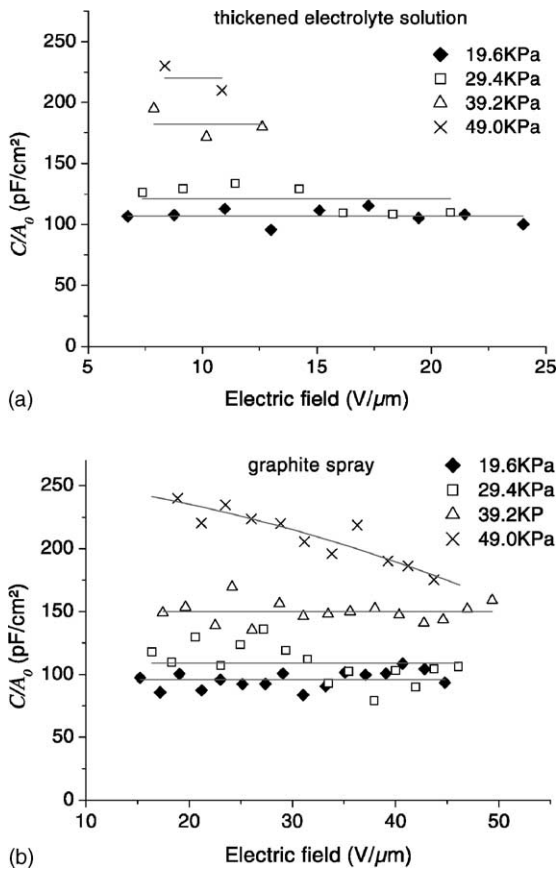 thickened electrolyte solution
19.6KPa
29.4KPa
39.2KPa
49.0KPa
C/A₀ (pF/cm²)
250
200
150
100
50
0
5
10
15
20
25
Electric field (V/µm)
(a)
graphite spray
19.6KPa
29.4KPa
39.2KP
49.0KPa
C/A₀ (pF/cm²)
250
200
150
100
50
0
10
20
30
40
50
Electric field (V/µm)
(b)